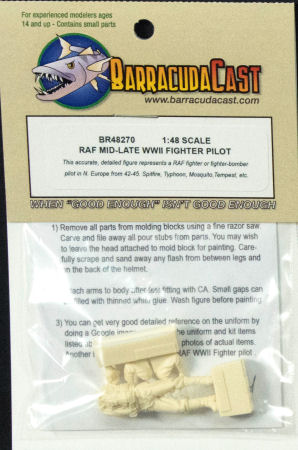 For experienced modelers ages
14 and up - Contains small parts
BARRACUDACAST
www.barracudacast.com
BR48270 1:48 SCALE
RAF MID-LATE WWII FIGHTER PILOT
This accurate, detailed figure represents a RAF fighter or fighter-bomber
pilot in N. Europe from 42-45. Spitfire, Typhoon, Mosquito,Tempest, etc.
WHEN "GOOD ENOUGH" ISN'T GOOD ENOUGH
1) Remove all parts from molding blocks using a fine razor saw.
Carve and file away all pour stubs from parts. You may wish
to leave the head attached to mold block for painting. Care-
fully scrape and sand away any flash from between legs and
on the back of the helmet.
arms to body after test fitting with CA. Small gaps can
filled with thinned white glue. Wash figure before painting
3) You can get very good detailed reference on the uniform by
doing a Google the uniform and kit items
listed photos of actual items.
Another RAF WWII Fighter pilot